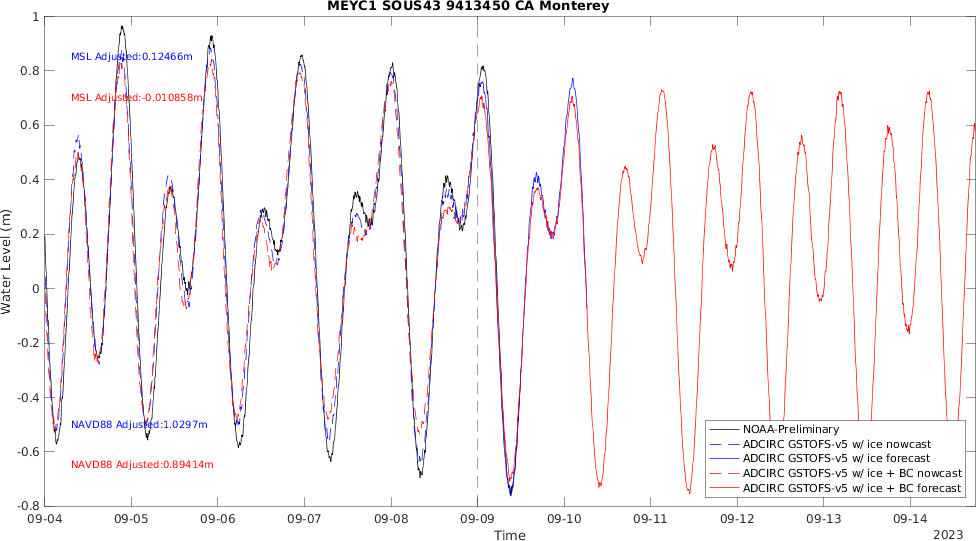 MEYC1 SOUS43 9413450 CA Monterey
1
0.8
0.6
0.4
0.2
0
-0.2
-0.4
-0.6
-0.8
Water Level (m)
MSL Adjusted:0.12466m
MSL Adjusted:-0.010858m
NAVD88 Adjusted:1.0297m
NAVD88 Adjusted:0.89414m
NOAA-Preliminary
ADCIRC GSTOFS-v5 w/ ice nowcast
ADCIRC GSTOFS-v5 w/ ice forecast
ADCIRC GSTOFS-v5 w/ ice + BC nowcast
ADCIRC GSTOFS-v5 w/ ice + BC forecast
09-04 09-05 09-06 09-07 09-08 09-09 09-10 09-11 09-12 09-13 09-14
Time
2023